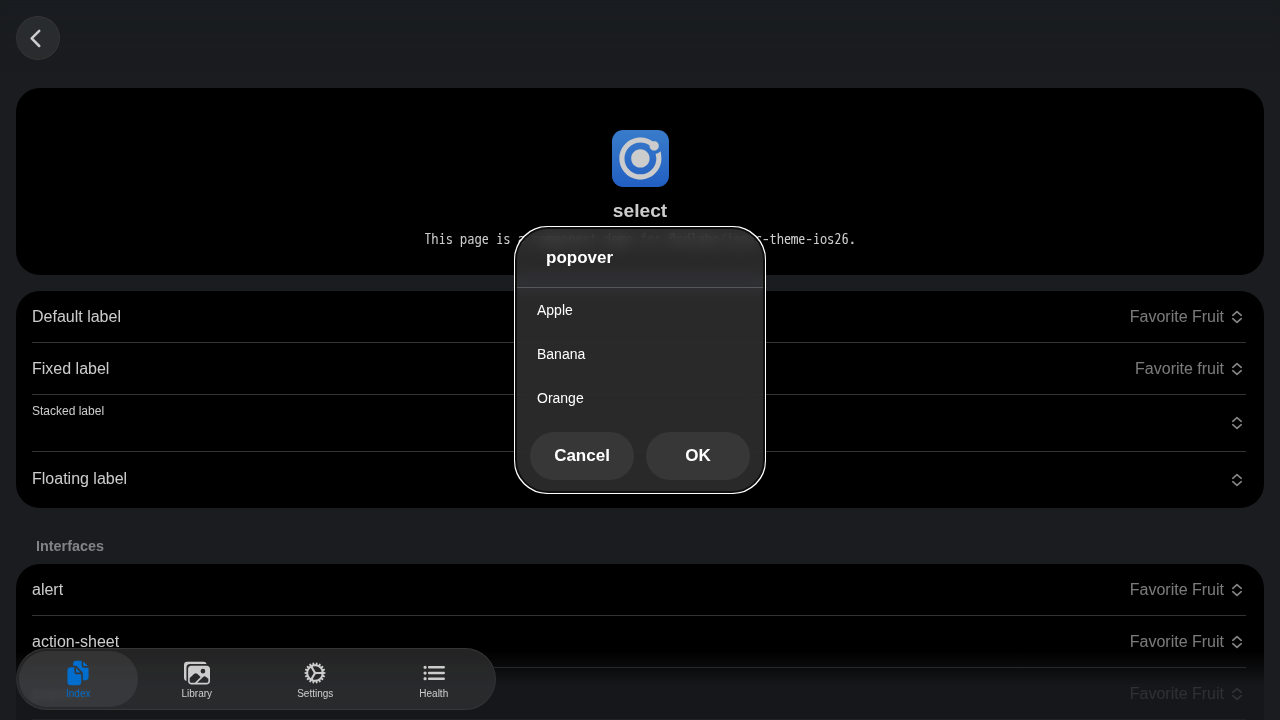 select
This page is
-theme-ios26.
popover
Apple
Banana
Orange
Cancel OK
Default label Favorite Fruit
Fixed label Favorite fruit
Stacked label
Floating label
Interfaces
alert Favorite Fruit
action-sheet Favorite Fruit
Favorite Fruit
Index Library Settings Health